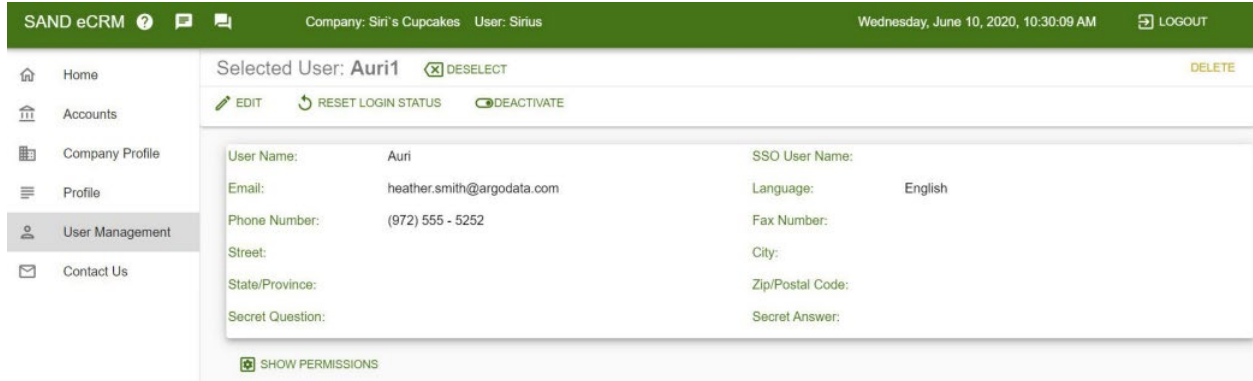 SAND eCRM Company: Siri`s Cupcakes User: Sirius Wednesday, June 10, 2020, 10:30:09 AM LOGOUT
Home
Accounts
Company Profile
Profile
User Management
Contact Us
Selected User: Auri1 DESELECT DELETE
EDIT RESET LOGIN STATUS DEACTIVATE
User Name: Auri SSO User Name:
Email: heather.smith@argodata.com Language: English
Phone Number: (972) 555 - 5252 Fax Number:
Street: City:
State/Province: Zip/Postal Code:
Secret Question: Secret Answer:
SHOW PERMISSIONS